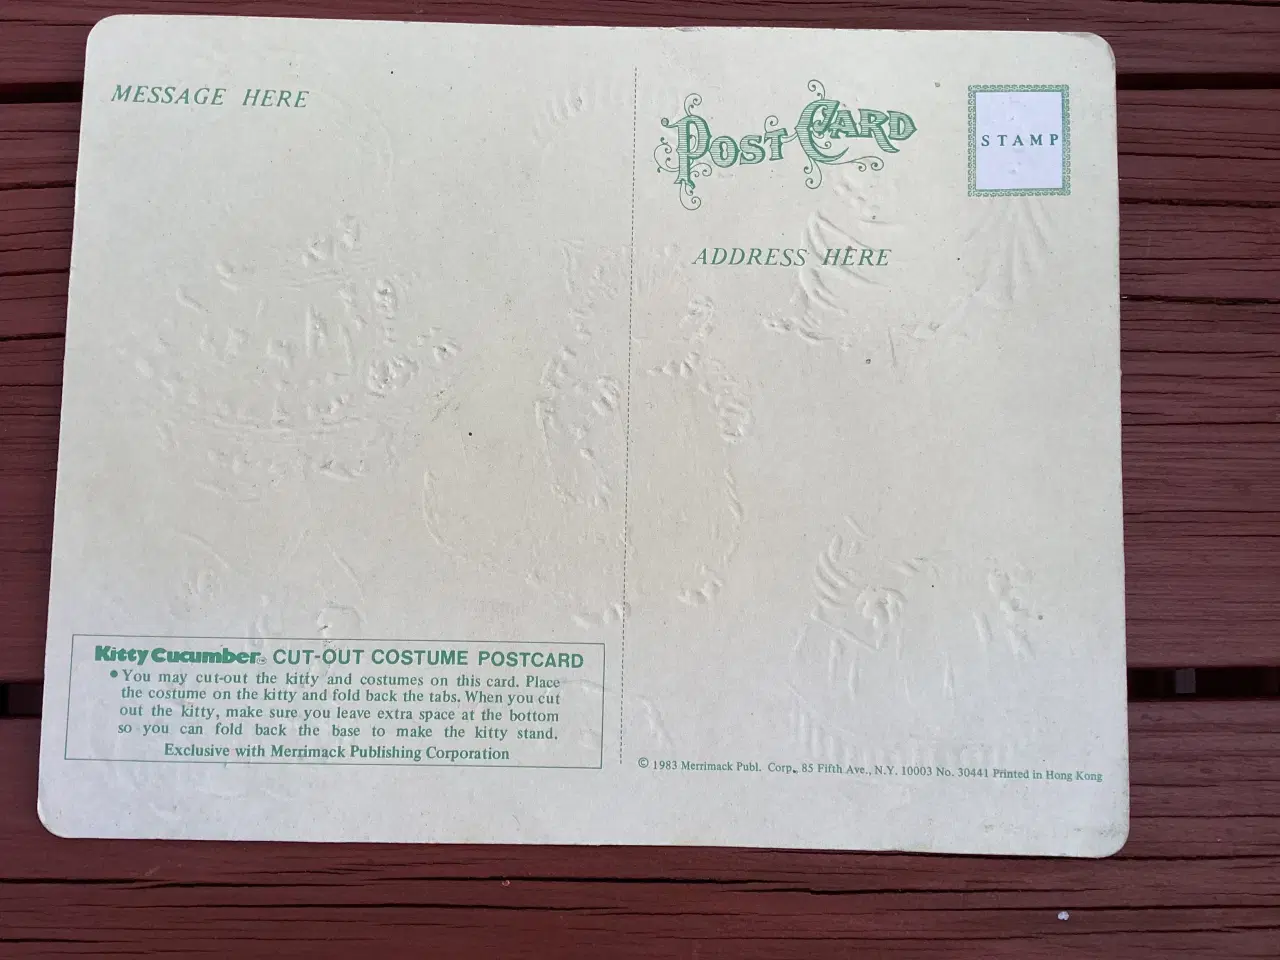 MESSAGE HERE
POST CARD
STAMP
ADDRESS HERE
Kitty Cucumber® CUT-OUT COSTUME POSTCARD
• You may cut-out the kitty and costumes on this card. Place
the costume on the kitty and fold back the tabs. When you cut
out the kitty, make sure you leave extra space at the bottom
so you can fold back the base to make the kitty stand.
Exclusive with Merrimack Publishing Corporation
© 1983 Merrimack Publ. Corp., 85 Fifth Ave., N.Y. 10003 No. 30441 Printed in Hong Kong